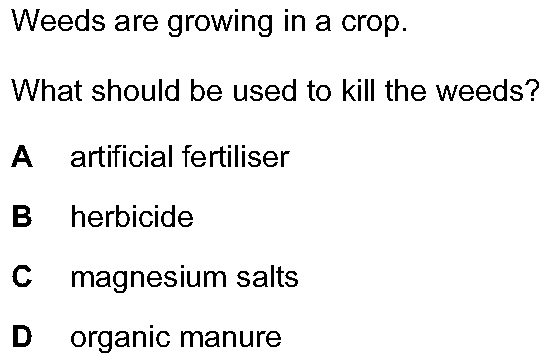 Weeds are growing in a crop.
What should be used to kill the weeds?
A artificial fertiliser
B herbicide
C magnesium salts
D organic manure